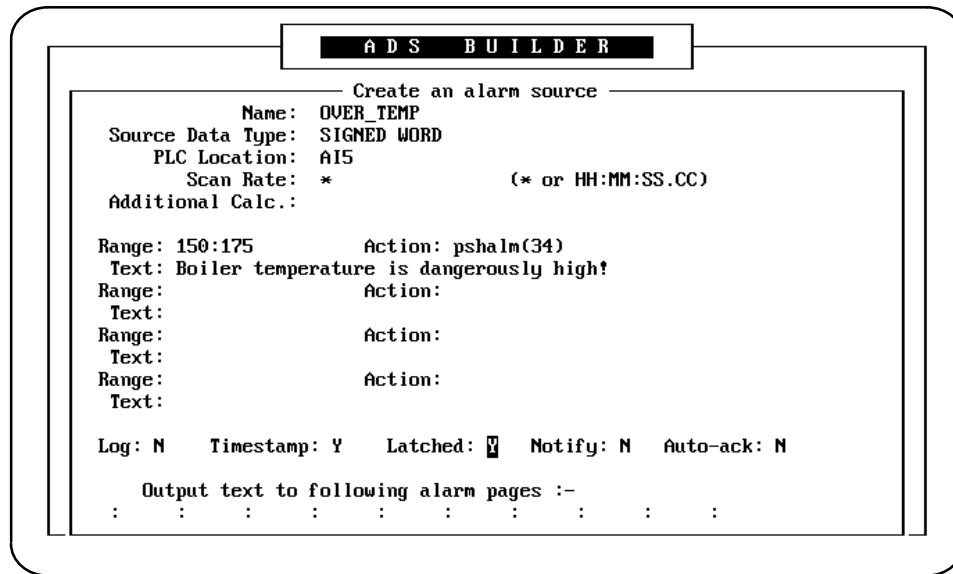 ADS BUILDER
Create an alarm source
Name: OVER_TEMP
Source Data Type: SIGNED WORD
PLC Location: AI5
Scan Rate: * (* or HH:MM:SS.CC)
Additional Calc.:
Range: 150:175 Action: pshalm(34)
Text: Boiler temperature is dangerously high!
Range: Action:
Text:
Range: Action:
Text:
Range: Action:
Text:
Log: N Timestamp: Y Latched: Y Notify: N Auto-ack: N
Output text to following alarm pages :-
: : : : : : : : : :